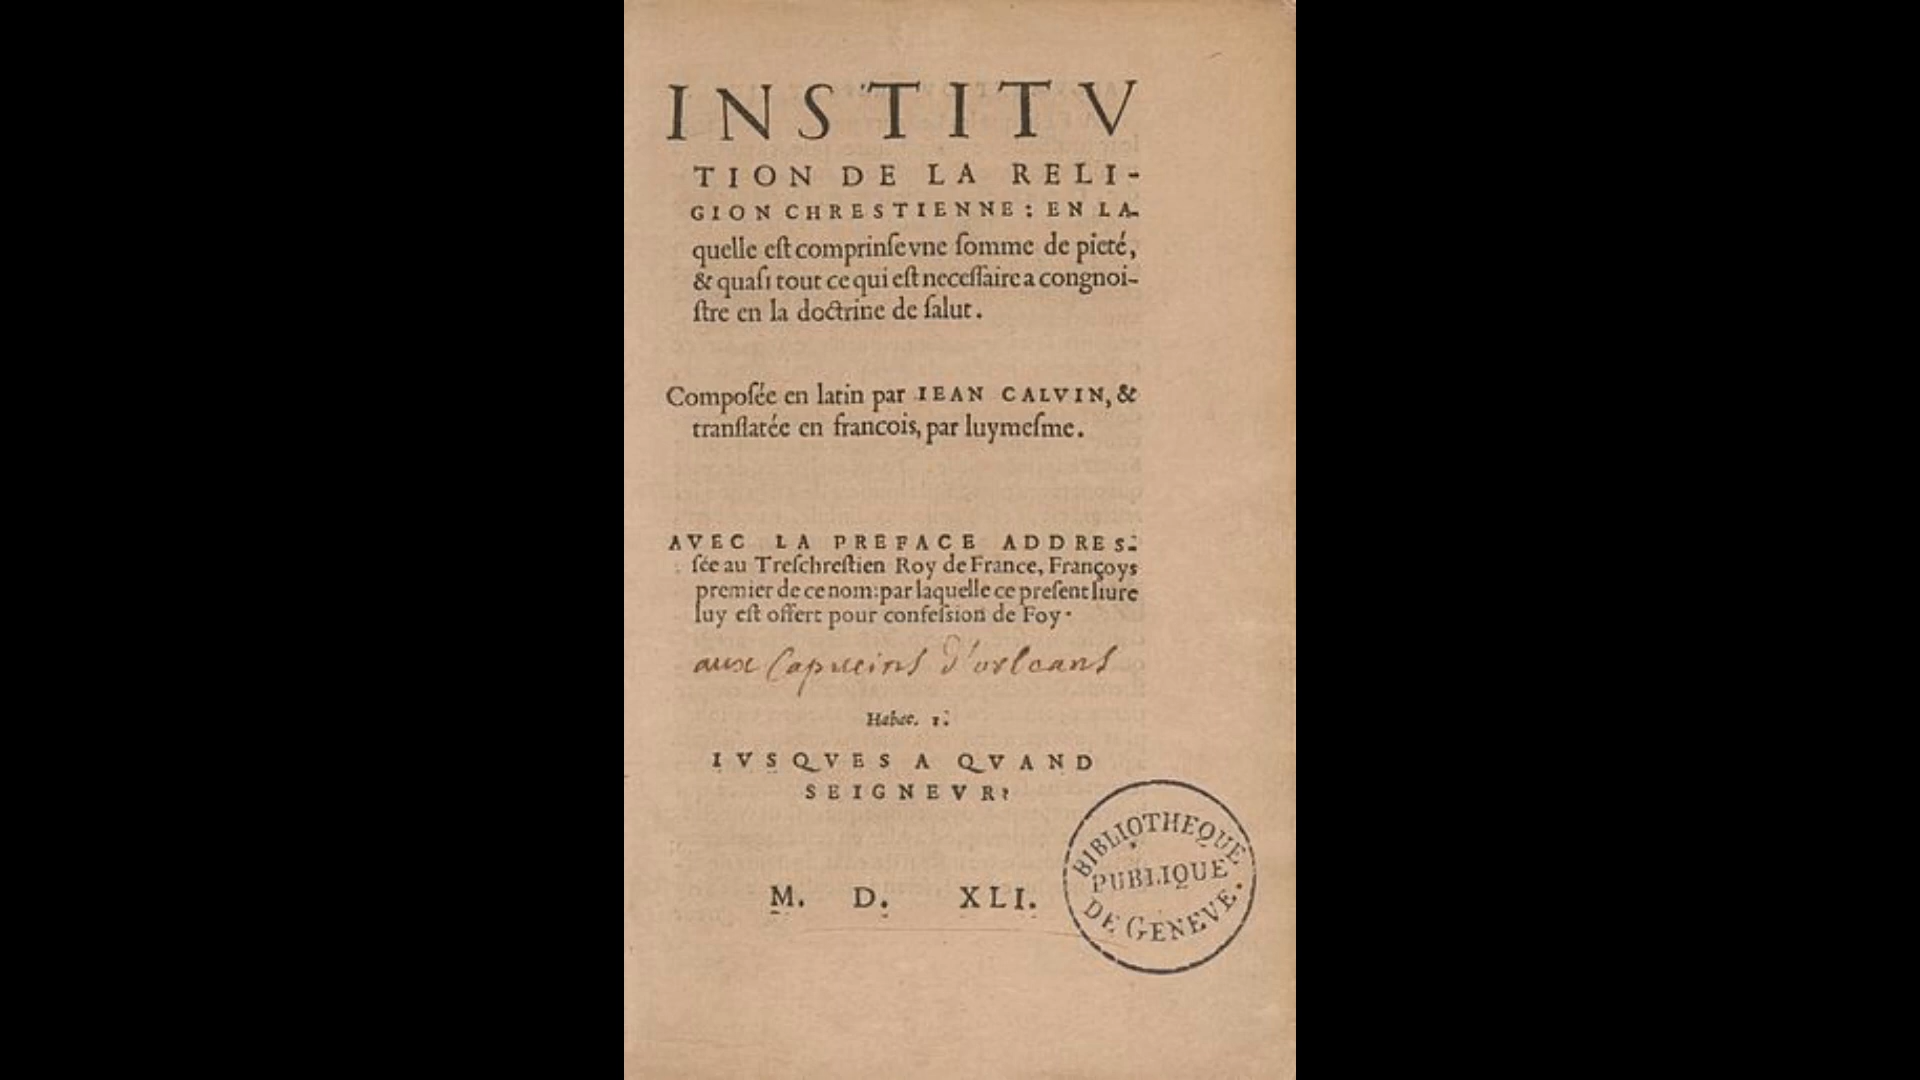 INSTITV
TION DE LA RELI-
GION CHRESTIENNE: EN LA-
quelle eſt comprinſe vne ſomme de pieté,
& quaſi tout ce qui eſt neceſſaire a congnoi-
ſtre en la doctrine de ſalut.
Compoſée en latin par IEAN CALVIN, &
tranſlatée en francois, par luymeſme.
AVEC LA PREFACE ADDRES-
ſée au Treſchreſtien Roy de France, Françoys
premier de ce nom: par laquelle ce preſent liure
luy eſt offert pour confeſsion de Foy.
aux Capucins d'orleans
Habac. 1.
IVSQVES A QVAND
SEIGNEVR?
M. D. XLI.
BIBLIOTHEQUE
PUBLIQUE
DE GENEVE.